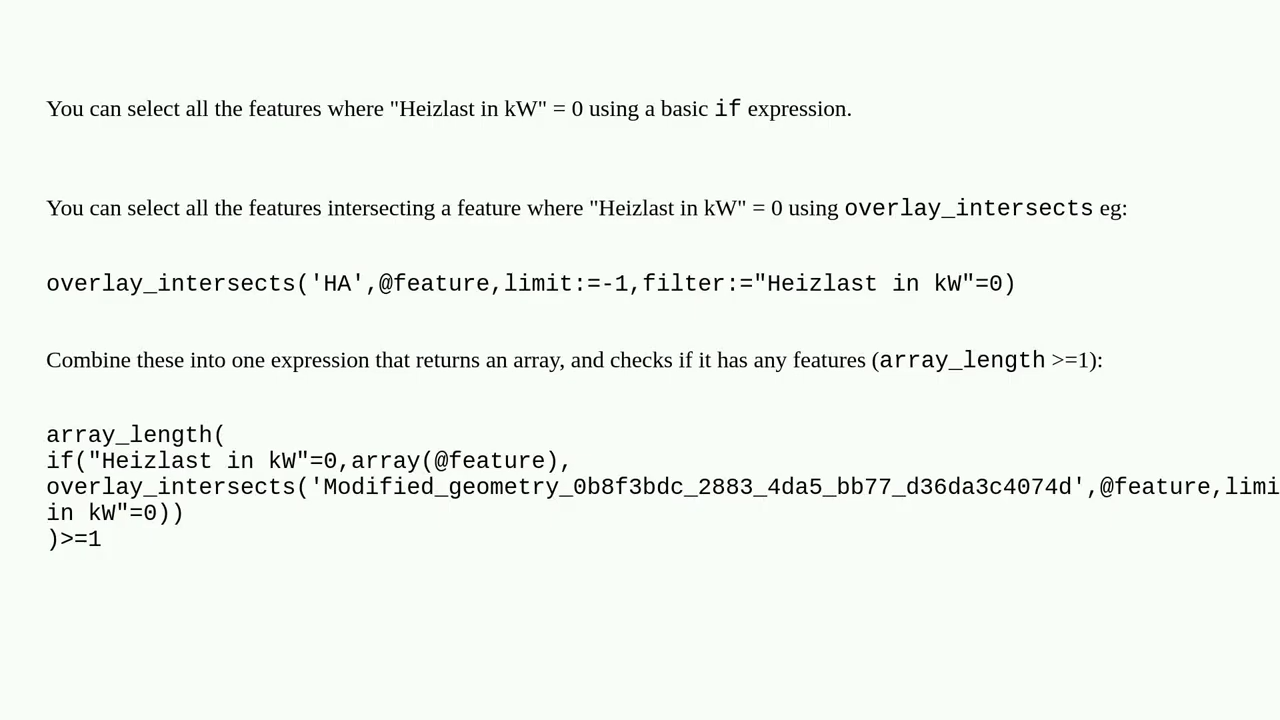 You can select all the features where "Heizlast in kW" = 0 using a basic if expression.
You can select all the features intersecting a feature where "Heizlast in kW" = 0 using overlay_intersects eg:
overlay_intersects('HA',@feature,limit:=-1,filter:="Heizlast in kW"=0)
Combine these into one expression that returns an array, and checks if it has any features (array_length >=1):
array_length(
if("Heizlast in kW"=0,array(@feature),
overlay_intersects('Modified_geometry_0b8f3bdc_2883_4da5_bb77_d36da3c4074d',@feature,limi
in kW"=0))
)>=1